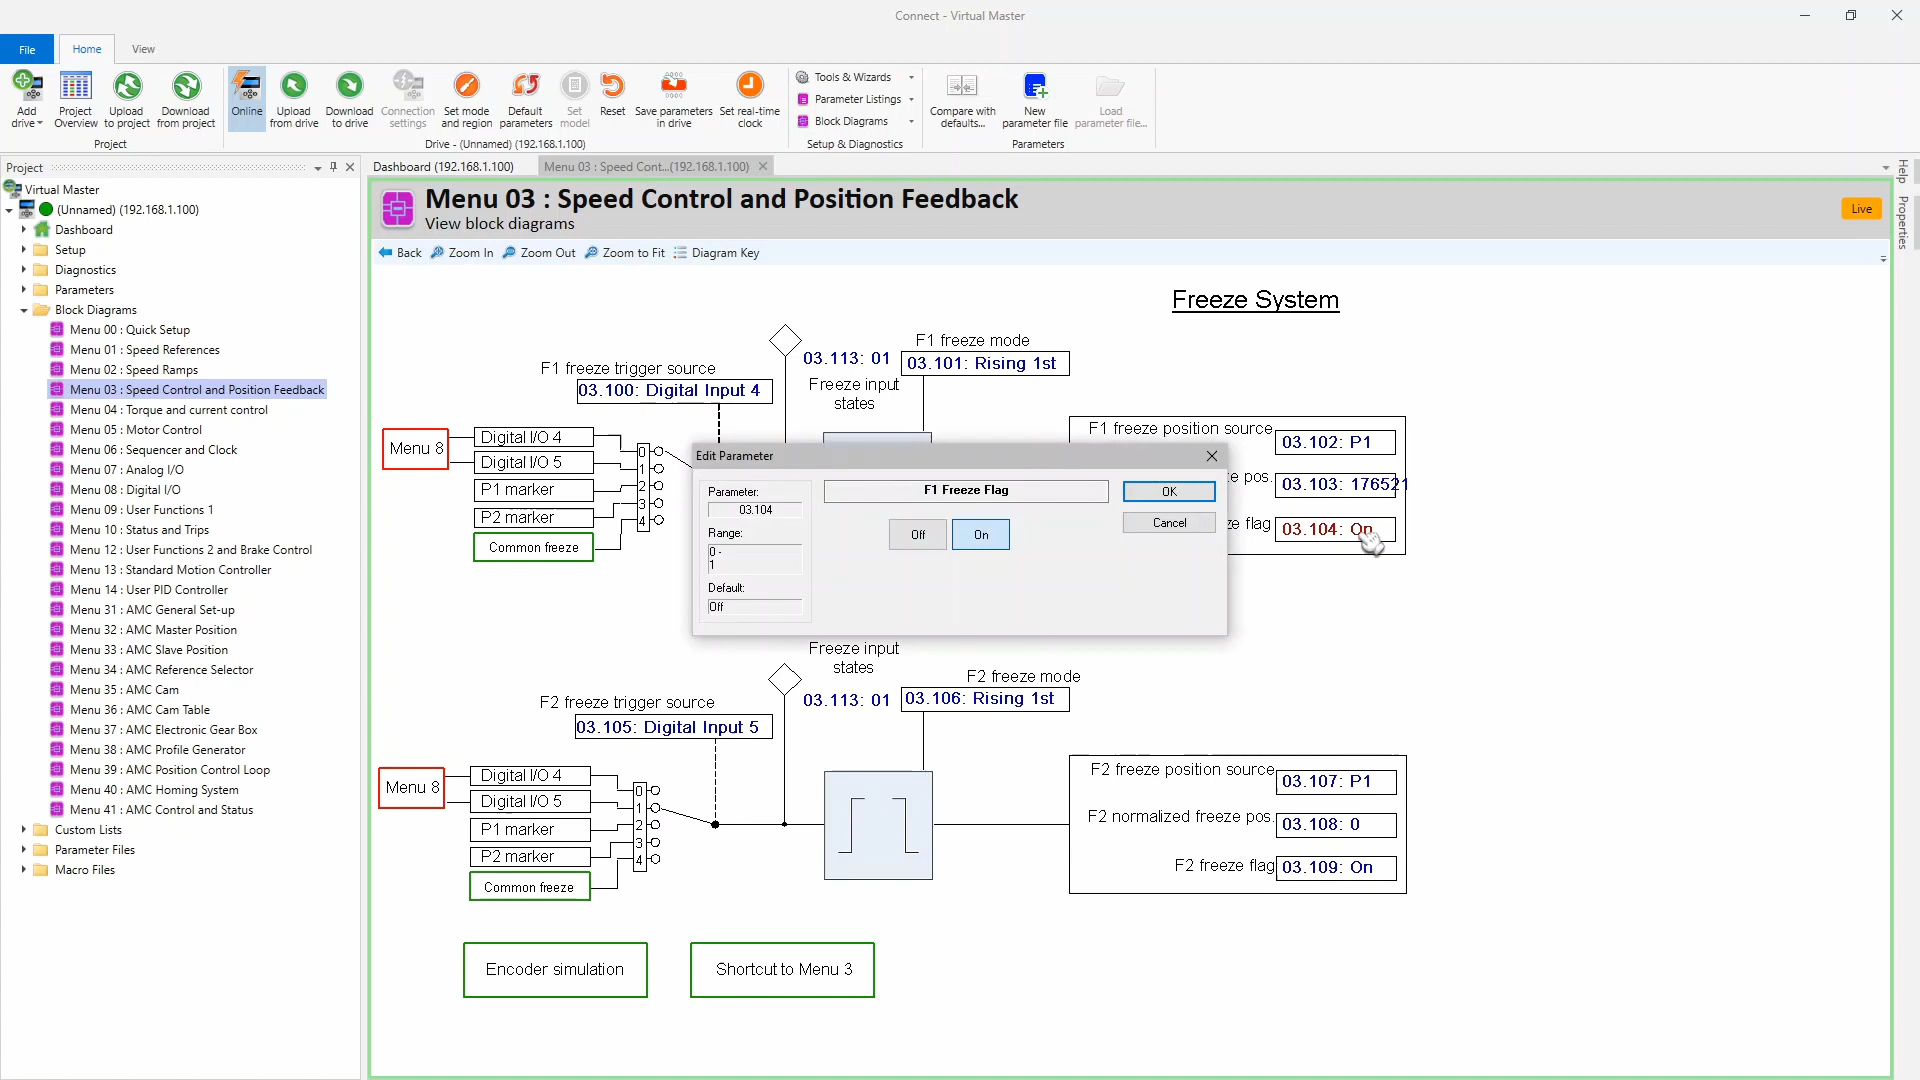 Connect - Virtual Master
File
Home
View
Add drive
Project Overview
Upload to project
Download from project
Project
Online
Upload from drive
Download to drive
Connection settings
Set mode and region
Default parameters
Set model
Reset
Save parameters in drive
Set real-time clock
Drive - (Unnamed) (192.168.1.100)
Tools & Wizards
Parameter Listings
Block Diagrams
Setup & Diagnostics
Compare with defaults...
New parameter file
Load parameter file...
Parameters
Project
Dashboard (192.168.1.100)
Menu 03 : Speed Cont...(192.168.1.100)
Help
Properties
Virtual Master
(Unnamed) (192.168.1.100)
Dashboard
Setup
Diagnostics
Parameters
Block Diagrams
Menu 00 : Quick Setup
Menu 01 : Speed References
Menu 02 : Speed Ramps
Menu 03 : Speed Control and Position Feedback
Menu 04 : Torque and current control
Menu 05 : Motor Control
Menu 06 : Sequencer and Clock
Menu 07 : Analog I/O
Menu 08 : Digital I/O
Menu 09 : User Functions 1
Menu 10 : Status and Trips
Menu 12 : User Functions 2 and Brake Control
Menu 13 : Standard Motion Controller
Menu 14 : User PID Controller
Menu 31 : AMC General Set-up
Menu 32 : AMC Master Position
Menu 33 : AMC Slave Position
Menu 34 : AMC Reference Selector
Menu 35 : AMC Cam
Menu 36 : AMC Cam Table
Menu 37 : AMC Electronic Gear Box
Menu 38 : AMC Profile Generator
Menu 39 : AMC Position Control Loop
Menu 40 : AMC Homing System
Menu 41 : AMC Control and Status
Custom Lists
Parameter Files
Macro Files
Menu 03 : Speed Control and Position Feedback
View block diagrams
Live
Back
Zoom In
Zoom Out
Zoom to Fit
Diagram Key
Freeze System
F1 freeze trigger source
03.100: Digital Input 4
03.113: 01
Freeze input
states
F1 freeze mode
03.101: Rising 1st
Menu 8
Digital I/O 4
Digital I/O 5
P1 marker
P2 marker
Common freeze
0
1
2
3
4
F1 freeze position source
03.102: P1
e pos.
03.103: 176521
ze flag
03.104: On
Edit Parameter
Parameter:
03.104
Range:
0 -
1
Default:
Off
F1 Freeze Flag
Off
On
OK
Cancel
Freeze input
states
F2 freeze trigger source
03.105: Digital Input 5
03.113: 01
F2 freeze mode
03.106: Rising 1st
Menu 8
Digital I/O 4
Digital I/O 5
P1 marker
P2 marker
Common freeze
0
1
2
3
4
F2 freeze position source
03.107: P1
F2 normalized freeze pos.
03.108: 0
F2 freeze flag
03.109: On
Encoder simulation
Shortcut to Menu 3